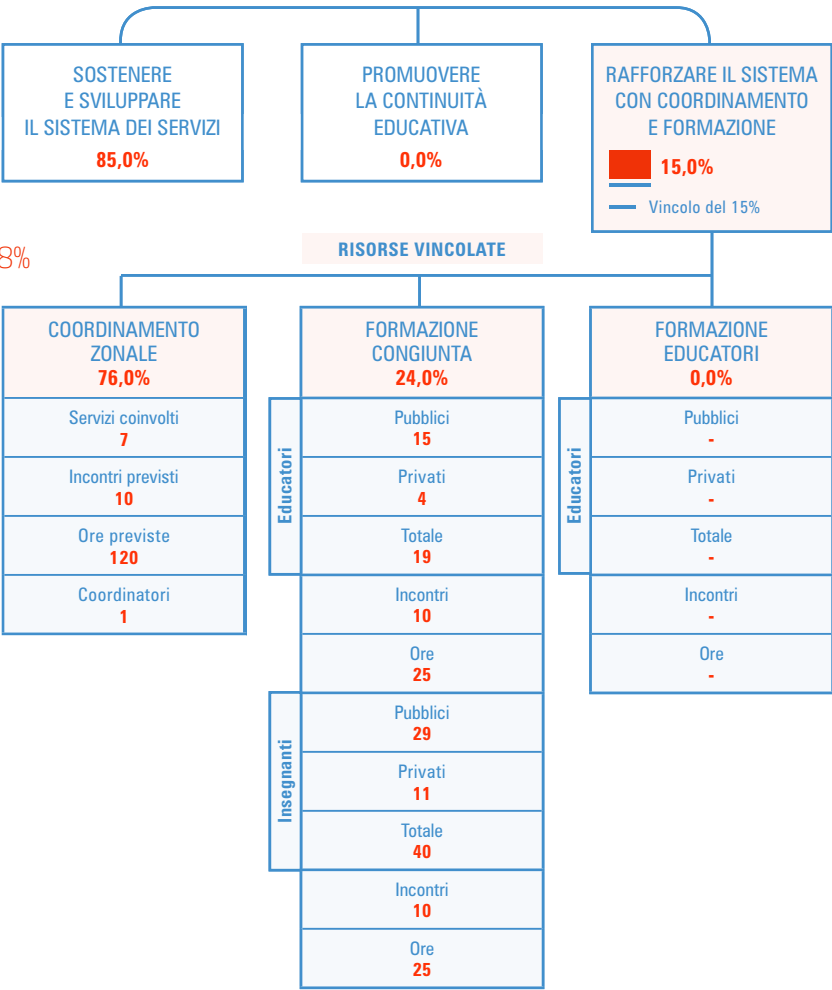 SOSTENERE
E SVILUPPARE
IL SISTEMA DEI SERVIZI
85,0%
PROMUOVERE
LA CONTINUITÀ
EDUCATIVA
0,0%
RAFFORZARE IL SISTEMA
CON COORDINAMENTO
E FORMAZIONE
15,0%
Vincolo del 15%
8%
RISORSE VINCOLATE
COORDINAMENTO
ZONALE
76,0%
Servizi coinvolti
7
Incontri previsti
10
Ore previste
120
Coordinatori
1
FORMAZIONE
CONGIUNTA
24,0%
Educatori
Pubblici
15
Privati
4
Totale
19
Incontri
10
Ore
25
Insegnanti
Pubblici
29
Privati
11
Totale
40
Incontri
10
Ore
25
FORMAZIONE
EDUCATORI
0,0%
Educatori
Pubblici
-
Privati
-
Totale
-
Incontri
-
Ore
-